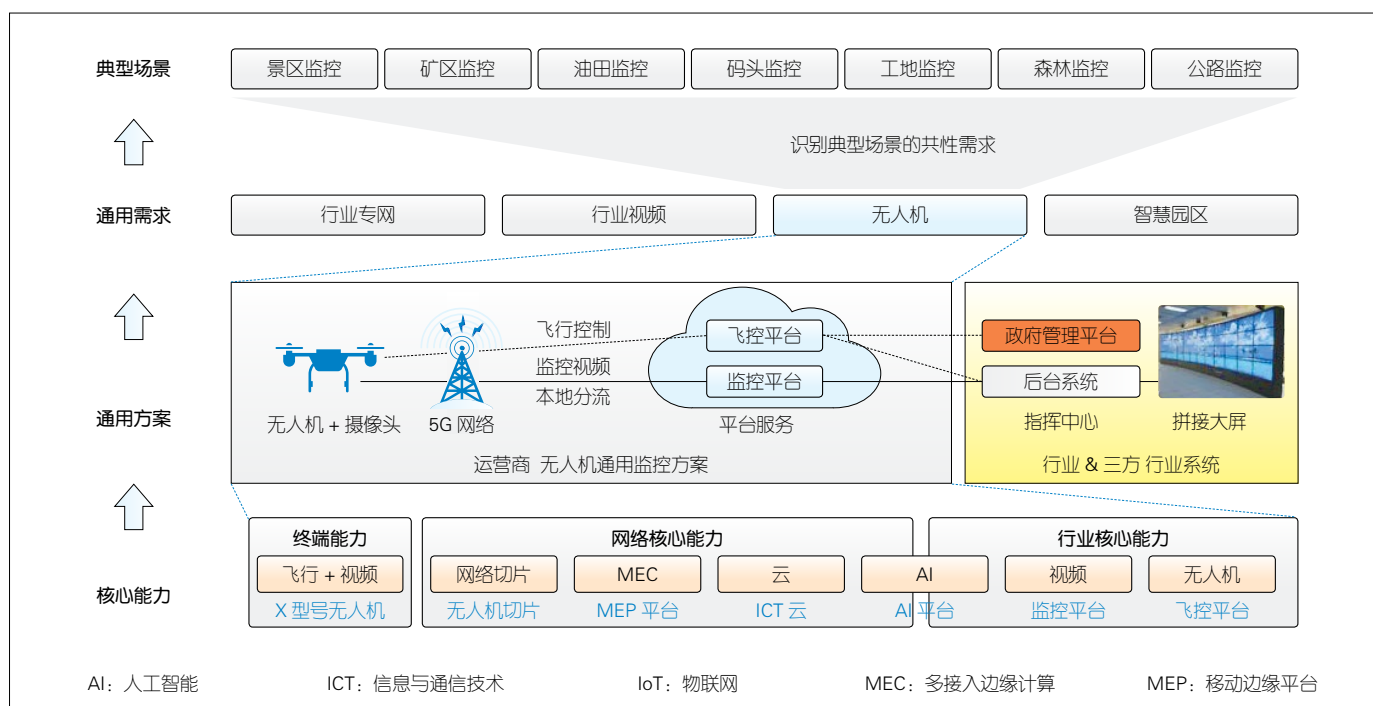 典型场景
景区监控 矿区监控 油田监控 码头监控 工地监控 森林监控 公路监控
识别典型场景的共性需求
通用需求
行业专网 行业视频 无人机 智慧园区
通用方案
飞行控制
监控视频
本地分流
飞控平台
监控平台
政府管理平台
后台系统
无人机 + 摄像头 5G 网络 平台服务 指挥中心 拼接大屏
运营商 无人机通用监控方案 行业 & 三方 行业系统
核心能力
终端能力 网络核心能力 行业核心能力
飞行 + 视频 网络切片 MEC 云 AI 视频 无人机
X 型号无人机 无人机切片 MEP 平台 ICT 云 AI 平台 监控平台 飞控平台
AI：人工智能 ICT：信息与通信技术 IoT：物联网 MEC：多接入边缘计算 MEP：移动边缘平台